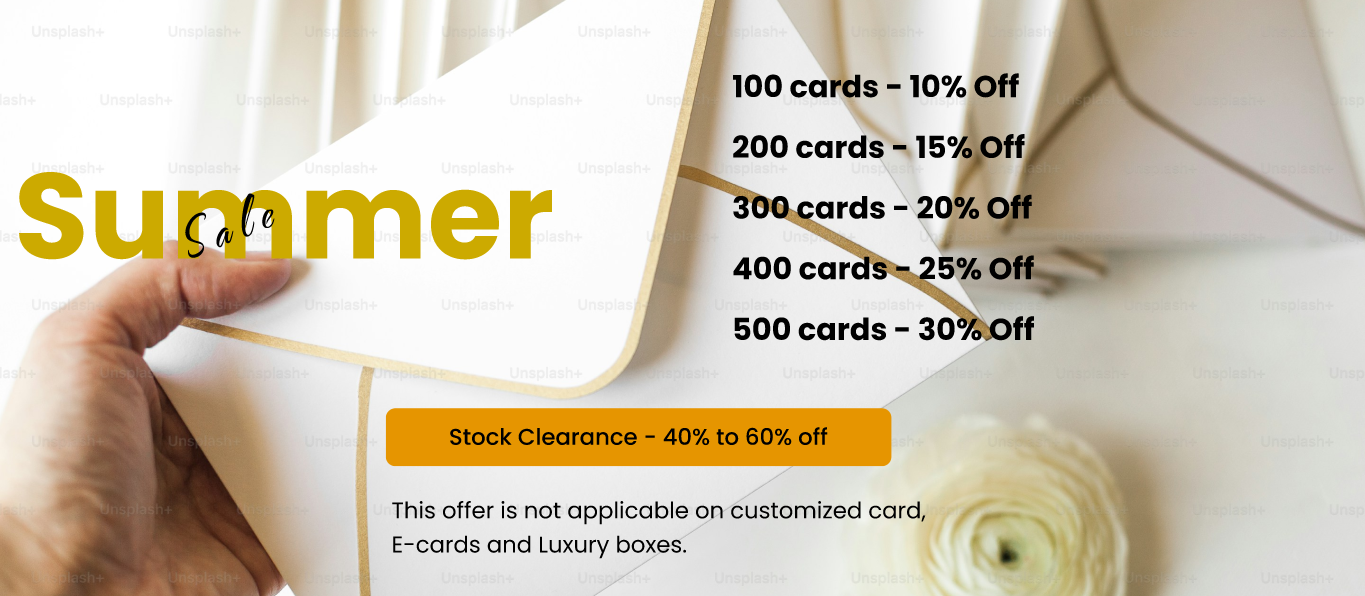 Summer
Sale
100 cards - 10% Off
200 cards - 15% Off
300 cards - 20% Off
400 cards - 25% Off
500 cards - 30% Off
Stock Clearance - 40% to 60% off
This offer is not applicable on customized card,
E-cards and Luxury boxes.
Unsplash+